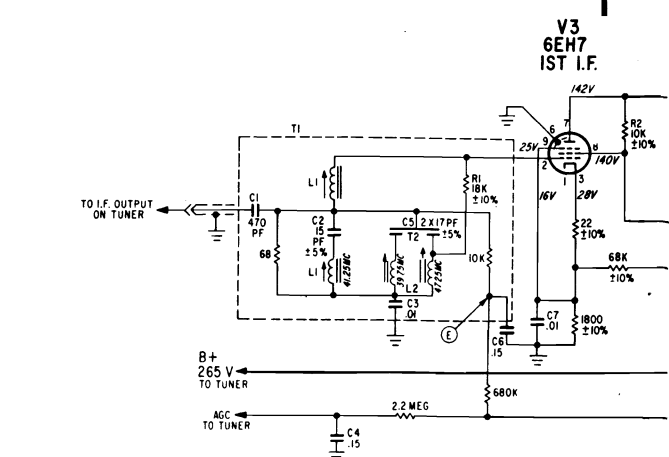 V3
6EH7
IST I.F.
142V
6
7
T1
25V
9
8
2
140V
R2
10K
±10%
1
3
16V
28V
L1
R1
18K
±10%
TO I.F. OUTPUT
ON TUNER
C1
470
PF
C2
15
PF
±5%
C5
2X17PF
±5%
T2
22
±10%
68
L1
41.25MC
39.75MC
L2
47.25MC
10K
68K
±10%
C3
.01
E
C6
.15
C7
.01
1800
±10%
B+
265 V
TO TUNER
680K
AGC
TO TUNER
2.2 MEG
C4
.15